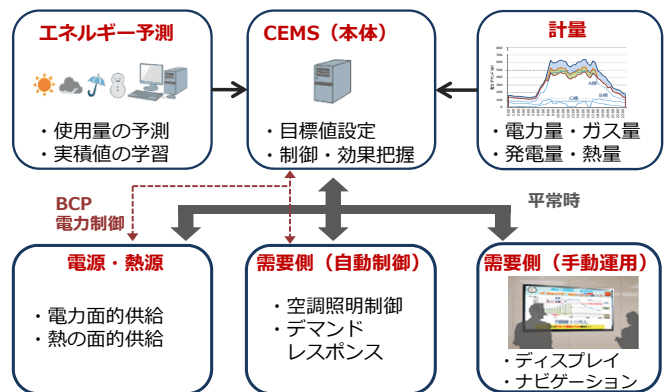 エネルギー予測
・使用量の予測
・実績値の学習
CEMS（本体）
・目標値設定
・制御・効果把握
計量
・電力量・ガス量
・発電量・熱量
BCP
電力制御
平常時
電源・熱源
・電力面的供給
・熱の面的供給
需要側（自動制御）
・空調照明制御
・デマンド
レスポンス
需要側（手動運用）
・ディスプレイ
・ナビゲーション